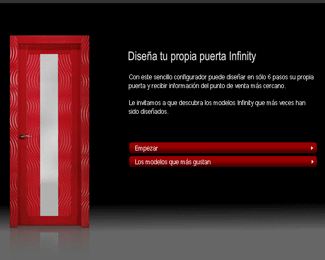 Diseña tu propia puerta Infinity
Con este sencillo configurador puede diseñar en sólo 6 pasos su propia
puerta y recibir información del punto de venta más cercano.
Le invitamos a que descubra los modelos Infinity que más veces han
sido diseñados.
Empezar
Los modelos que más gustan